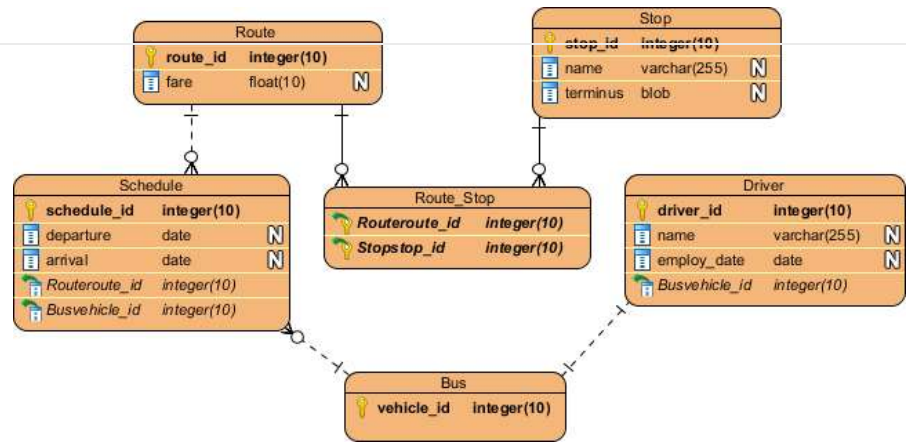 Route
route_id integer(10)
fare float(10) N
Stop
stop_id integer(10)
name varchar(255) N
terminus blob N
Schedule
schedule_id integer(10)
departure date N
arrival date N
Routeroute_id integer(10)
Busvehicle_id integer(10)
Route_Stop
Routeroute_id integer(10)
Stopstop_id integer(10)
Driver
driver_id integer(10)
name varchar(255) N
employ_date date N
Busvehicle_id integer(10)
Bus
vehicle_id integer(10)